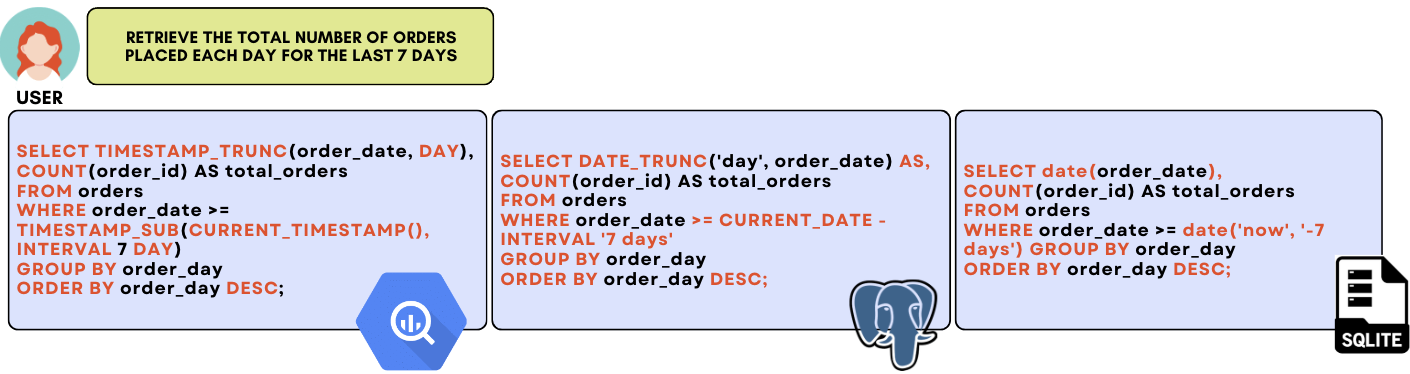 RETRIEVE THE TOTAL NUMBER OF ORDERS
PLACED EACH DAY FOR THE LAST 7 DAYS
USER
SELECT TIMESTAMP_TRUNC(order_date, DAY),
COUNT(order_id) AS total_orders
FROM orders
WHERE order_date >=
TIMESTAMP_SUB(CURRENT_TIMESTAMP(),
INTERVAL 7 DAY)
GROUP BY order_day
ORDER BY order_day DESC;
SELECT DATE_TRUNC('day', order_date) AS,
COUNT(order_id) AS total_orders
FROM orders
WHERE order_date >= CURRENT_DATE -
INTERVAL '7 days'
GROUP BY order_day
ORDER BY order_day DESC;
SELECT date(order_date),
COUNT(order_id) AS total_orders
FROM orders
WHERE order_date >= date('now', '-7
days') GROUP BY order_day
ORDER BY order_day DESC;
SQLITE